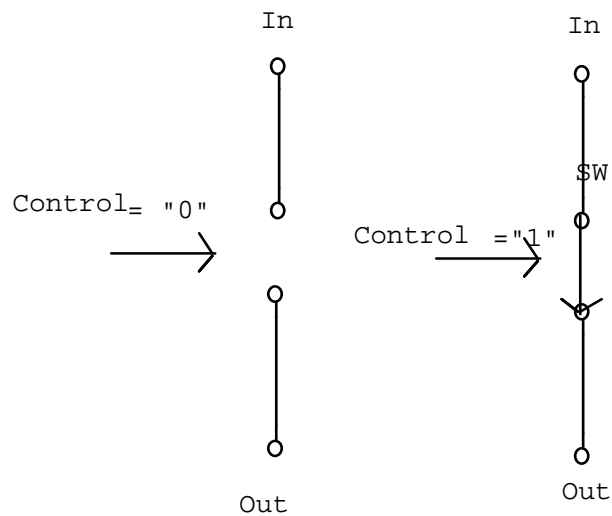 In
In
SW
Control= "0"
Control ="1"
Out
Out